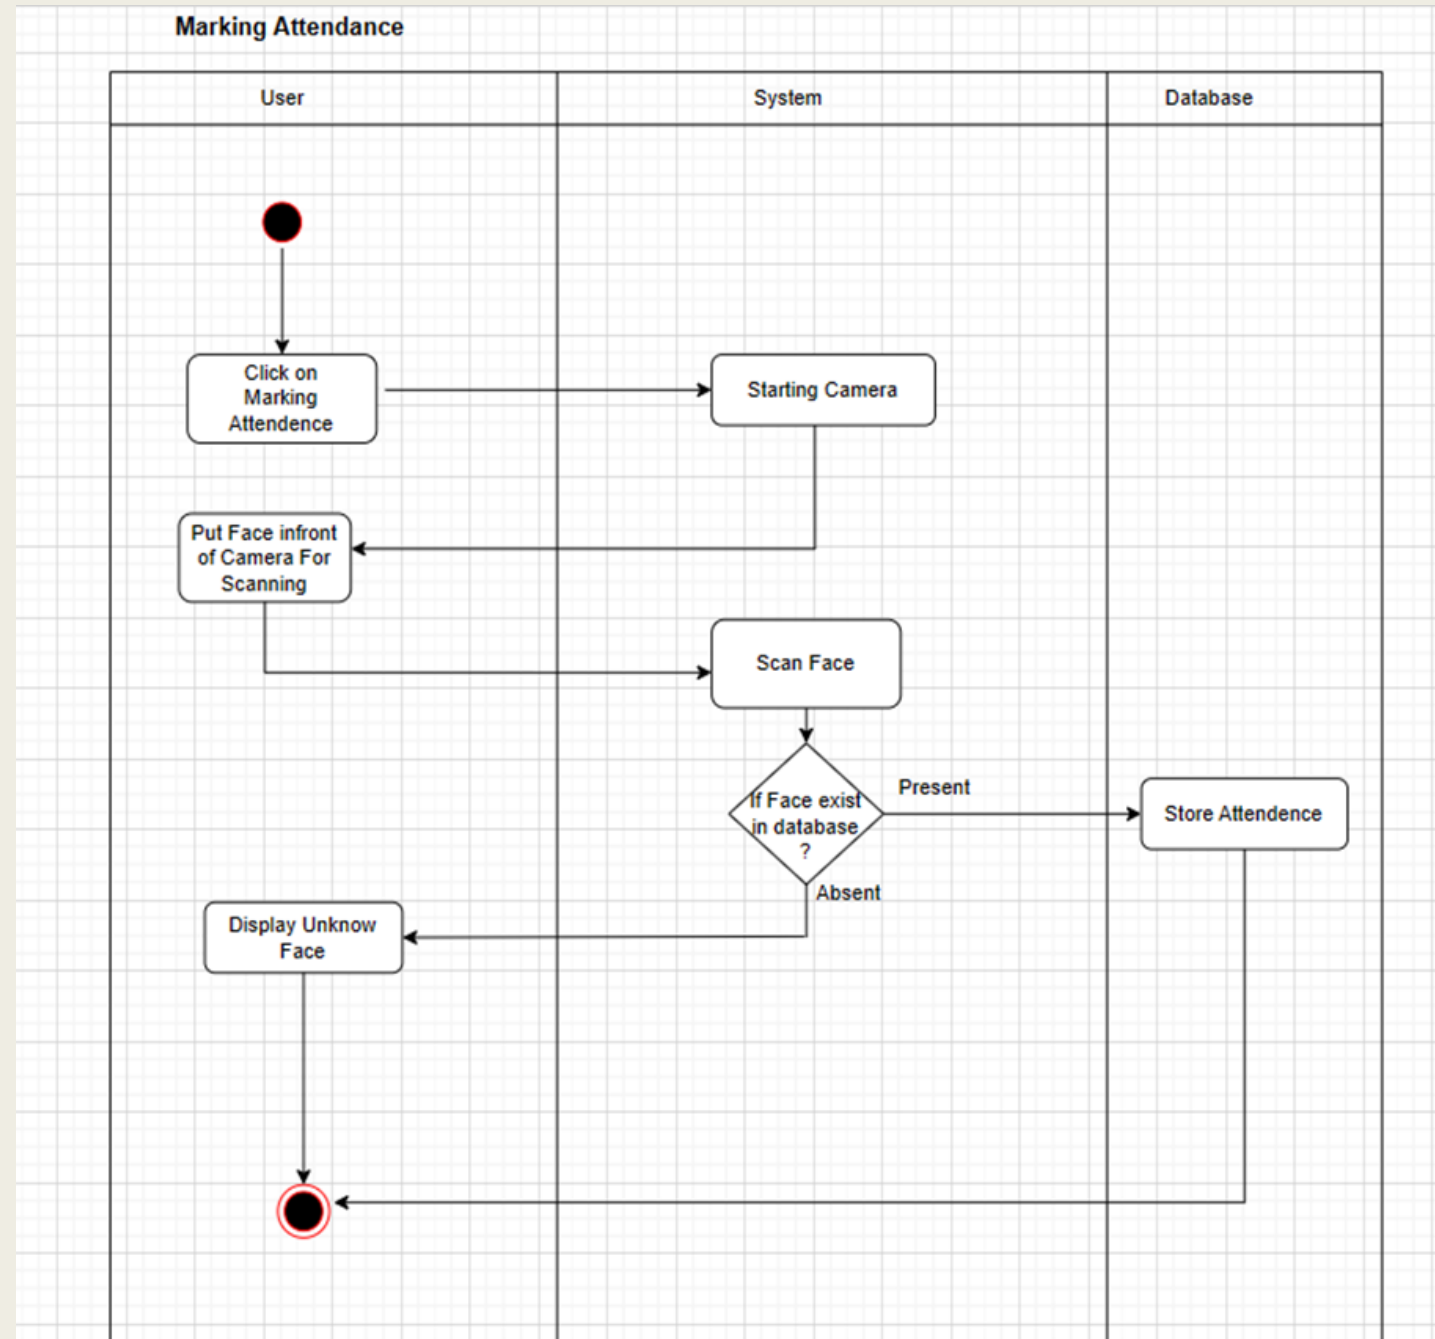 Marking Attendance
User
System
Database
Click on
Marking
Attendence
Starting Camera
Put Face infront
of Camera For
Scanning
Scan Face
If Face exist
in database
?
Present
Store Attendence
Absent
Display Unknow
Face